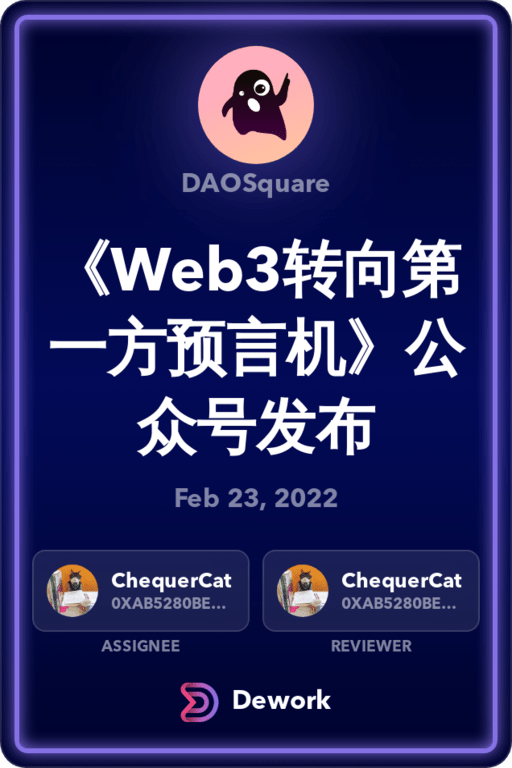 DAOSquare
《Web3转向第
一方预言机》公
众号发布
Feb 23, 2022
ChequerCat
0XAB5280BE...
ASSIGNEE
ChequerCat
0XAB5280BE...
REVIEWER
Dework